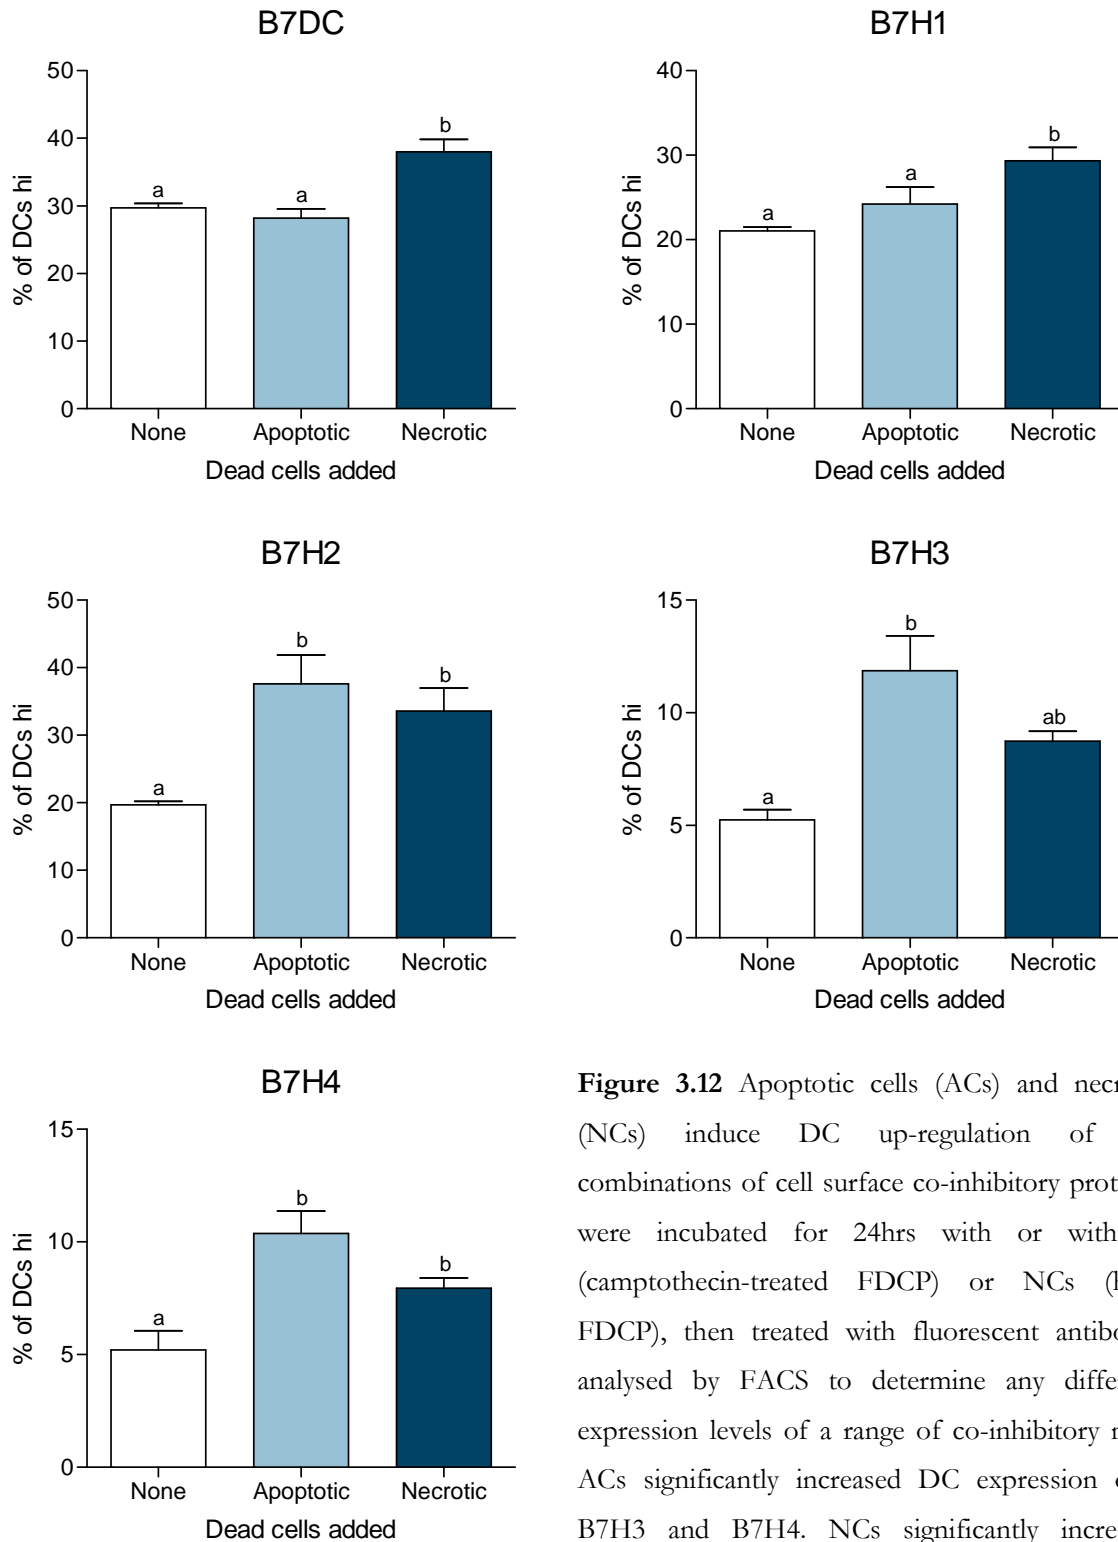 B7DC
50
40
30
20
10
0
% of DCs hi
a
a
b
None Apoptotic Necrotic
Dead cells added
B7H1
40
30
20
10
0
% of DCs hi
a
a
b
None Apoptotic Necrotic
Dead cells added
B7H2
50
40
30
20
10
0
% of DCs hi
a
b
b
None Apoptotic Necrotic
Dead cells added
B7H3
15
10
5
0
% of DCs hi
a
b
ab
None Apoptotic Necrotic
Dead cells added
B7H4
15
10
5
0
% of DCs hi
a
b
b
None Apoptotic Necrotic
Dead cells added
Figure 3.12 Apoptotic cells (ACs) and
(NCs) induce DC up-regulation of
combinations of cell surface co-inhibitory
were incubated for 24hrs with or
(camptothecin-treated FDCP) or NCs
FDCP), then treated with fluorescent
analysed by FACS to determine any
expression levels of a range of co-inhibitory
ACs significantly increased DC expression
B7H3 and B7H4. NCs significantly